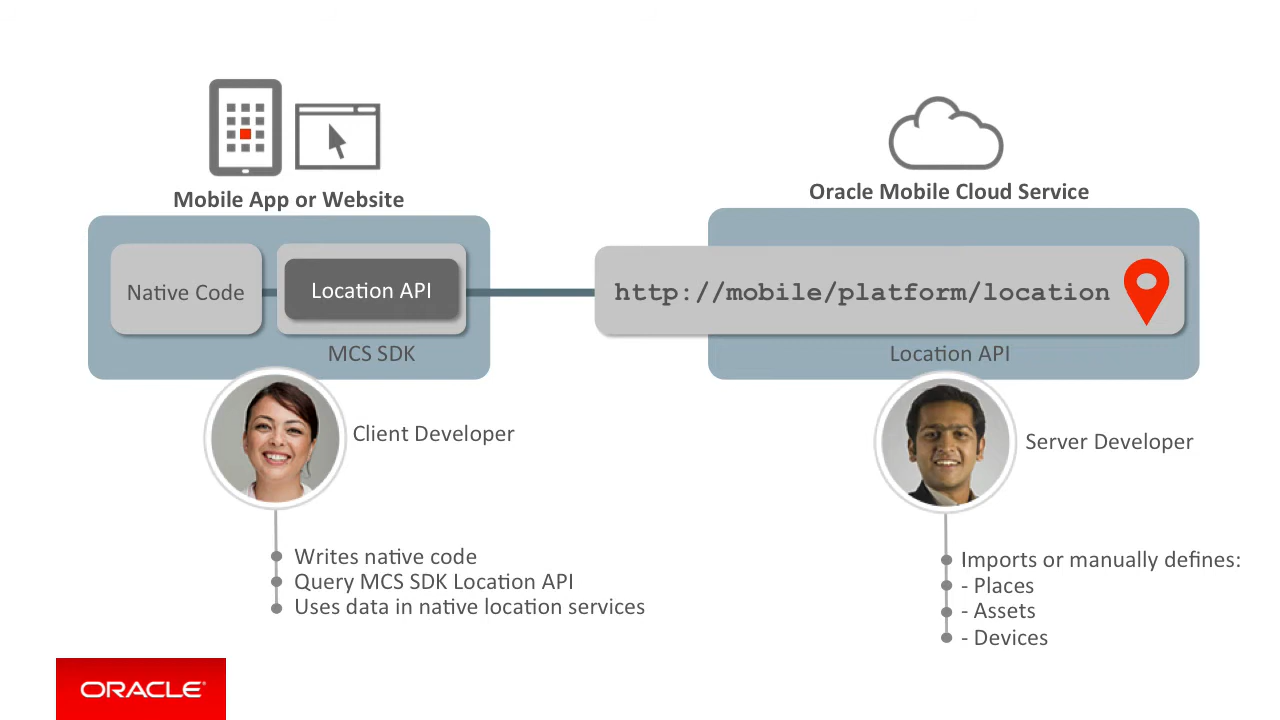 Mobile App or Website
Oracle Mobile Cloud Service
Native Code
Location API
http://mobile/platform/location
MCS SDK
Location API
Client Developer
Server Developer
Writes native code
Query MCS SDK Location API
Uses data in native location services
Imports or manually defines:
- Places
- Assets
- Devices
ORACLE®